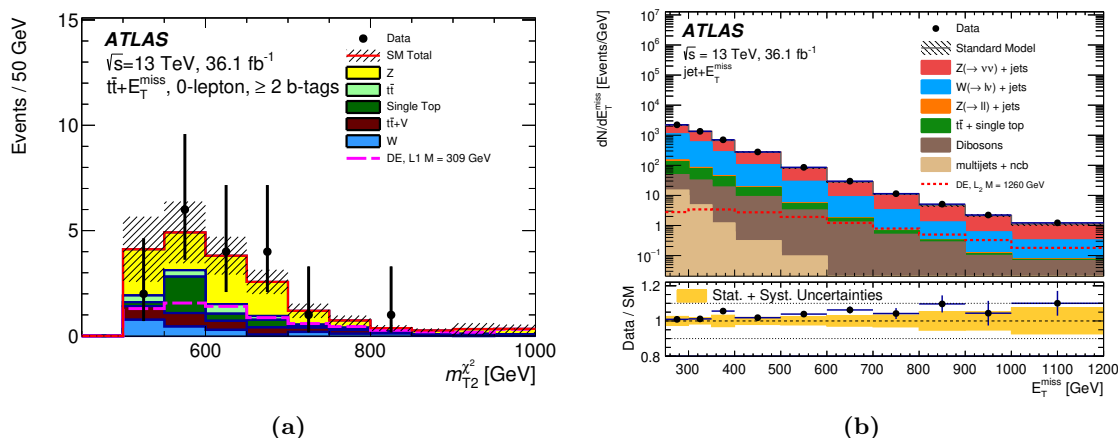 ATLAS
√s=13 TeV, 36.1 fb⁻¹
tt̄+E_T^miss, 0-lepton, ≥ 2 b-tags
Data
SM Total
Z
tt̄
Single Top
tt̄+V
W
DE, L1 M = 309 GeV
Events / 50 GeV
15
10
5
0
600 800 1000
m_T2^χ² [GeV]
(a)
ATLAS
√s = 13 TeV, 36.1 fb⁻¹
jet+E_T^miss
Data
Standard Model
Z(→ νν) + jets
W(→ lν) + jets
Z(→ ll) + jets
tt̄ + single top
Dibosons
multijets + ncb
DE, L₂ M = 1260 GeV
dN/dE_T^miss [Events/GeV]
10⁷
10⁶
10⁵
10⁴
10³
10²
10
1
10⁻¹
Stat. + Syst. Uncertainties
Data / SM
1.2
1
0.8
300 400 500 600 700 800 900 1000 1100 1200
E_T^miss [GeV]
(b)